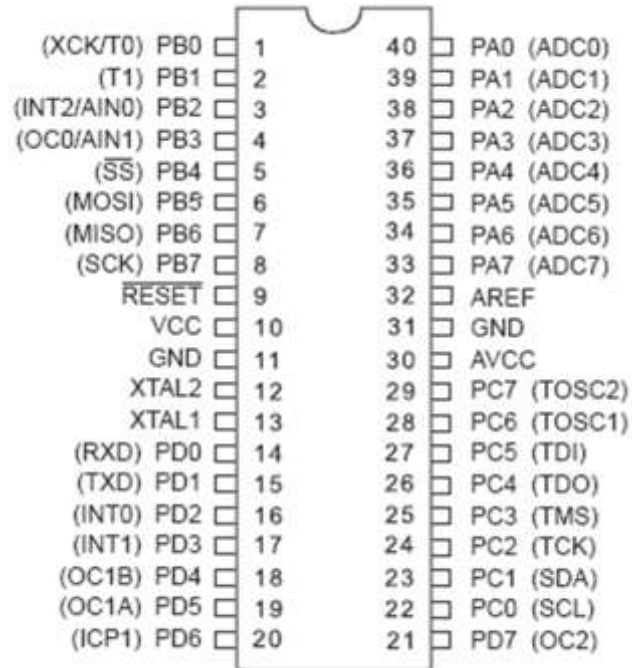 (XCK/T0) PB0 1 40 PA0 (ADC0)
(T1) PB1 2 39 PA1 (ADC1)
(INT2/AIN0) PB2 3 38 PA2 (ADC2)
(OC0/AIN1) PB3 4 37 PA3 (ADC3)
(S̅S̅) PB4 5 36 PA4 (ADC4)
(MOSI) PB5 6 35 PA5 (ADC5)
(MISO) PB6 7 34 PA6 (ADC6)
(SCK) PB7 8 33 PA7 (ADC7)
R̅E̅S̅E̅T̅ 9 32 AREF
VCC 10 31 GND
GND 11 30 AVCC
XTAL2 12 29 PC7 (TOSC2)
XTAL1 13 28 PC6 (TOSC1)
(RXD) PD0 14 27 PC5 (TDI)
(TXD) PD1 15 26 PC4 (TDO)
(INT0) PD2 16 25 PC3 (TMS)
(INT1) PD3 17 24 PC2 (TCK)
(OC1B) PD4 18 23 PC1 (SDA)
(OC1A) PD5 19 22 PC0 (SCL)
(ICP1) PD6 20 21 PD7 (OC2)